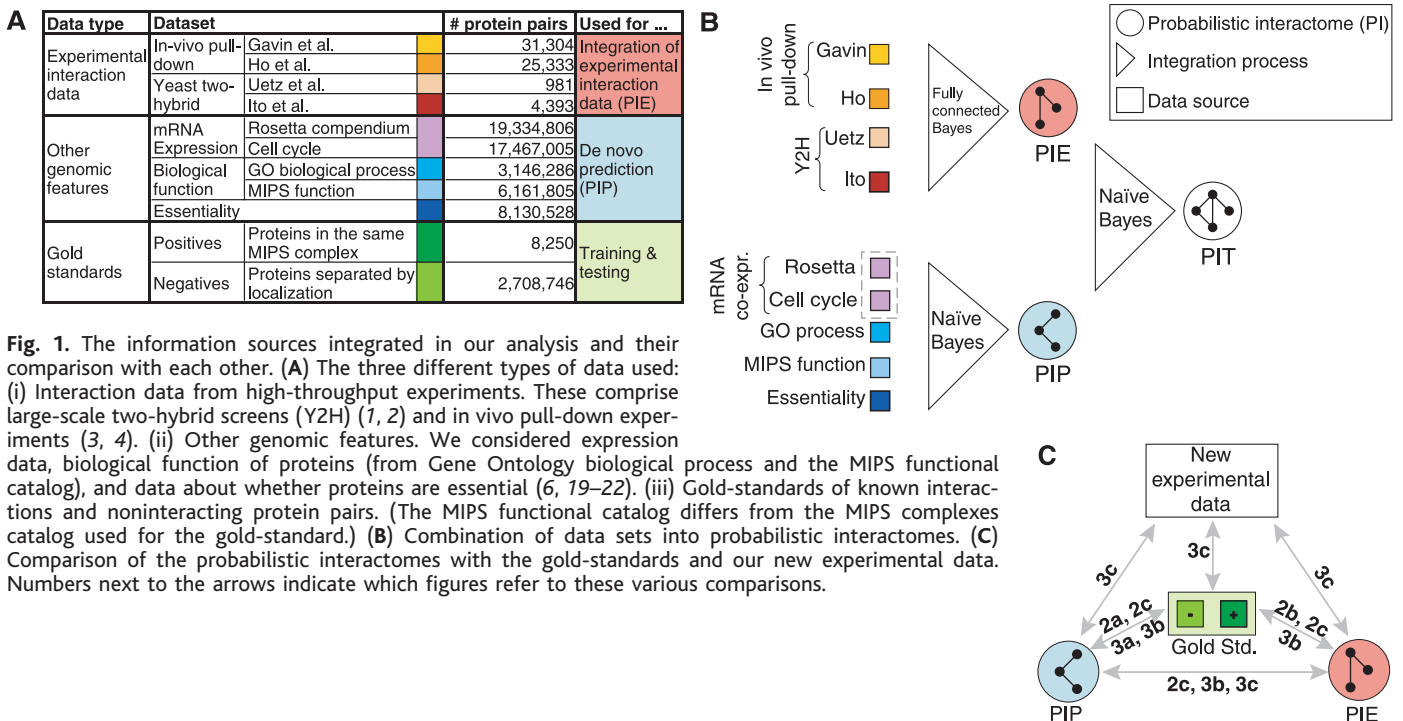 A
Data type Dataset # protein pairs Used for ...
Experimental interaction data
In-vivo pull-down
Gavin et al. 31,304
Ho et al. 25,333
Yeast two-hybrid
Uetz et al. 981
Ito et al. 4,393
Integration of experimental interaction data (PIE)
Other genomic features
mRNA Expression
Rosetta compendium 19,334,806
Cell cycle 17,467,005
Biological function
GO biological process 3,146,286
MIPS function 6,161,805
Essentiality 8,130,528
De novo prediction (PIP)
Gold standards
Positives Proteins in the same MIPS complex 8,250
Negatives Proteins separated by localization 2,708,746
Training & testing
Fig. 1. The information sources integrated in our analysis and their
comparison with each other. (A) The three different types of data used:
(i) Interaction data from high-throughput experiments. These comprise
large-scale two-hybrid screens (Y2H) (1, 2) and in vivo pull-down exper-
iments (3, 4). (ii) Other genomic features. We considered expression
data, biological function of proteins (from Gene Ontology biological process and the MIPS functional
catalog), and data about whether proteins are essential (6, 19–22). (iii) Gold-standards of known interac-
tions and noninteracting protein pairs. (The MIPS functional catalog differs from the MIPS complexes
catalog used for the gold-standard.) (B) Combination of data sets into probabilistic interactomes. (C)
Comparison of the probabilistic interactomes with the gold-standards and our new experimental data.
Numbers next to the arrows indicate which figures refer to these various comparisons.
B
In vivo
pull-down
Gavin
Ho
Y2H
Uetz
Ito
Fully
connected
Bayes
PIE
mRNA
co-expr.
Rosetta
Cell cycle
GO process
MIPS function
Essentiality
Naïve
Bayes
PIP
Naïve
Bayes
PIT
Probabilistic interactome (PI)
Integration process
Data source
C
New
experimental
data
3c
3c
3c
2a, 2c
3a, 3b
- +
Gold Std.
2b, 2c
3b
2c, 3b, 3c
PIP
PIE